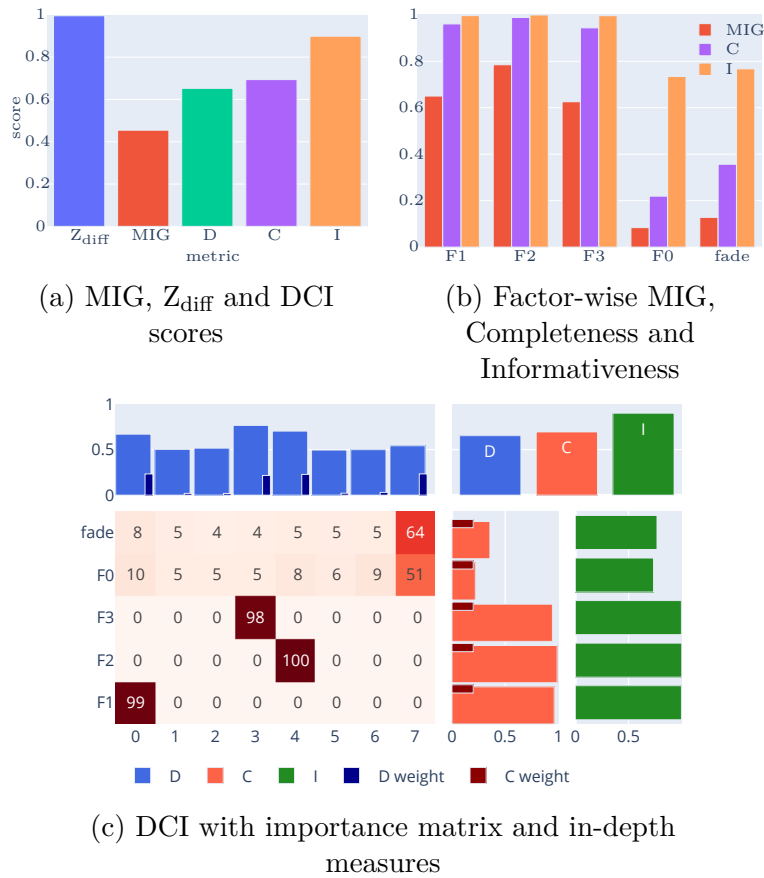 1
0.8
0.6
0.4
0.2
0
score
Z_diff MIG D C I
metric
(a) MIG, Z_diff and DCI
scores
1
0.8
0.6
0.4
0.2
0
MIG
C
I
F1 F2 F3 F0 fade
(b) Factor-wise MIG,
Completeness and
Informativeness
1
0.5
0
D C I
fade 8 5 4 4 5 5 5 64
F0 10 5 5 5 8 6 9 51
F3 0 0 0 98 0 0 0 0
F2 0 0 0 0 100 0 0 0
F1 99 0 0 0 0 0 0 0
0 1 2 3 4 5 6 7
0 0.5 1
0 0.5
D C I D weight C weight
(c) DCI with importance matrix and in-depth
measures